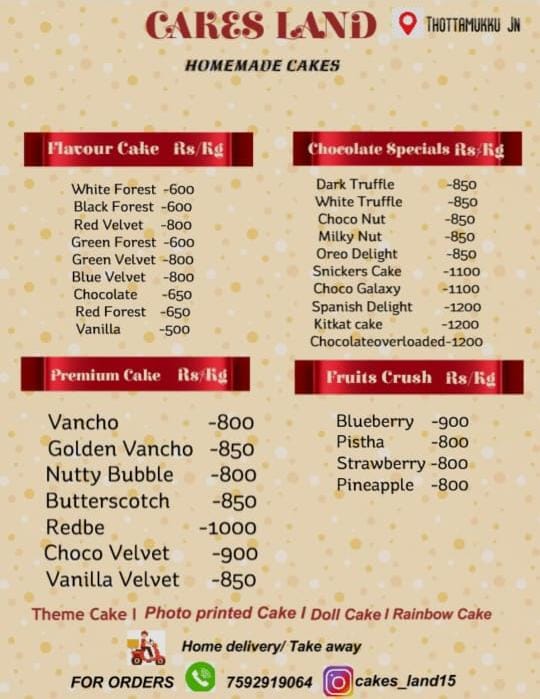 CAKES LAND
THOTTAMUKKU JN
HOMEMADE CAKES
Flavour Cake Rs/Kg
White Forest -600
Black Forest -600
Red Velvet -800
Green Forest -600
Green Velvet -800
Blue Velvet -800
Chocolate -650
Red Forest -650
Vanilla -500
Chocolate Specials Rs/Kg
Dark Truffle -850
White Truffle -850
Choco Nut -850
Milky Nut -850
Oreo Delight -850
Snickers Cake -1100
Choco Galaxy -1100
Spanish Delight -1200
Kitkat cake -1200
Chocolateoverloaded-1200
Premium Cake Rs/Kg
Vancho -800
Golden Vancho -850
Nutty Bubble -800
Butterscotch -850
Redbe -1000
Choco Velvet -900
Vanilla Velvet -850
Fruits Crush Rs/Kg
Blueberry -900
Pistha -800
Strawberry -800
Pineapple -800
Theme Cake | Photo printed Cake | Doll Cake | Rainbow Cake
Home delivery/ Take away
FOR ORDERS 7592919064 cakes_land15